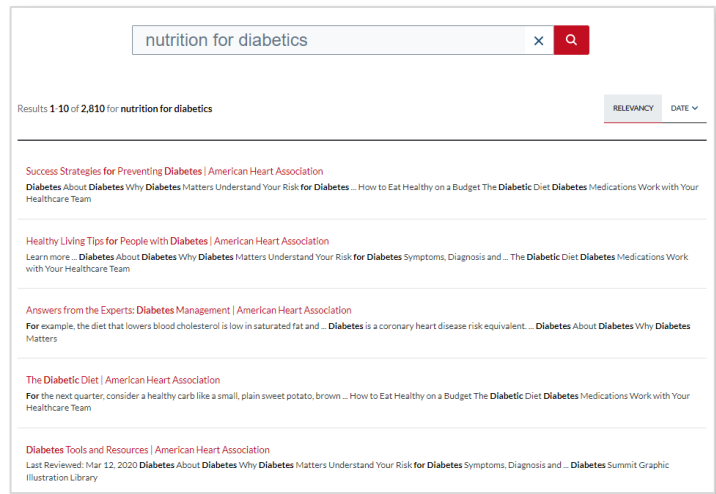 nutrition for diabetics
Results 1-10 of 2,810 for nutrition for diabetics
RELEVANCY
DATE
Success Strategies for Preventing Diabetes | American Heart Association
Diabetes About Diabetes Why Diabetes Matters Understand Your Risk for Diabetes ... How to Eat Healthy on a Budget The Diabetic Diet Diabetes Medications Work with Your
Healthcare Team
Healthy Living Tips for People with Diabetes | American Heart Association
Learn more ... Diabetes About Diabetes Why Diabetes Matters Understand Your Risk for Diabetes Symptoms, Diagnosis and ... The Diabetic Diet Diabetes Medications Work
with Your Healthcare Team
Answers from the Experts: Diabetes Management | American Heart Association
For example, the diet that lowers blood cholesterol is low in saturated fat and ... Diabetes is a coronary heart disease risk equivalent. ... Diabetes About Diabetes Why Diabetes
Matters
The Diabetic Diet | American Heart Association
For the next quarter, consider a healthy carb like a small, plain sweet potato, brown ... How to Eat Healthy on a Budget The Diabetic Diet Diabetes Medications Work with Your
Healthcare Team
Diabetes Tools and Resources | American Heart Association
Last Reviewed: Mar 12, 2020 Diabetes About Diabetes Why Diabetes Matters Understand Your Risk for Diabetes Symptoms, Diagnosis and ... Diabetes Summit Graphic
Illustration Library